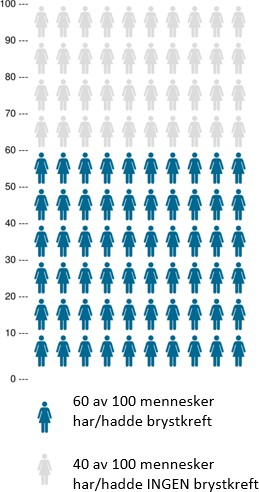 100 ---
90 ---
80 ---
70 ---
60 ---
50 ---
40 ---
30 ---
20 ---
10 ---
0 ---
60 av 100 mennesker
har/hadde brystkreft
40 av 100 mennesker
har/hadde INGEN brystkreft